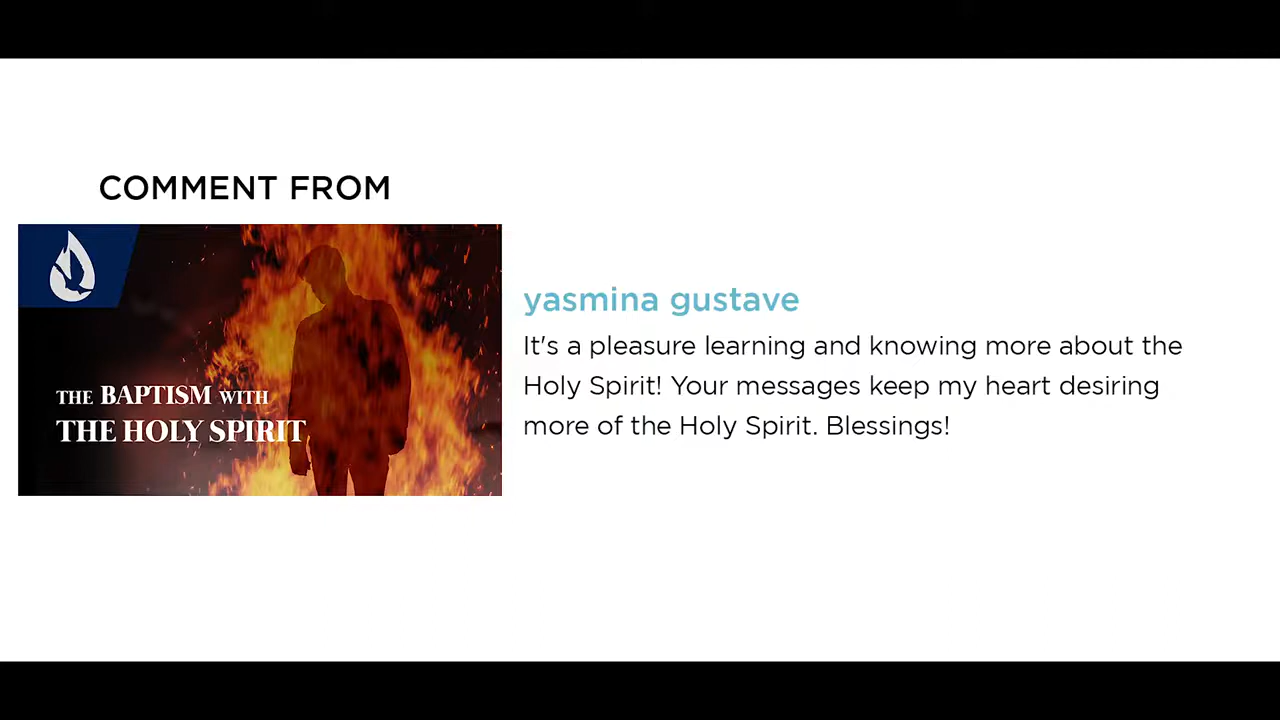 COMMENT FROM
THE BAPTISM WITH
THE HOLY SPIRIT
yasmina gustave
It's a pleasure learning and knowing more about the
Holy Spirit! Your messages keep my heart desiring
more of the Holy Spirit. Blessings!